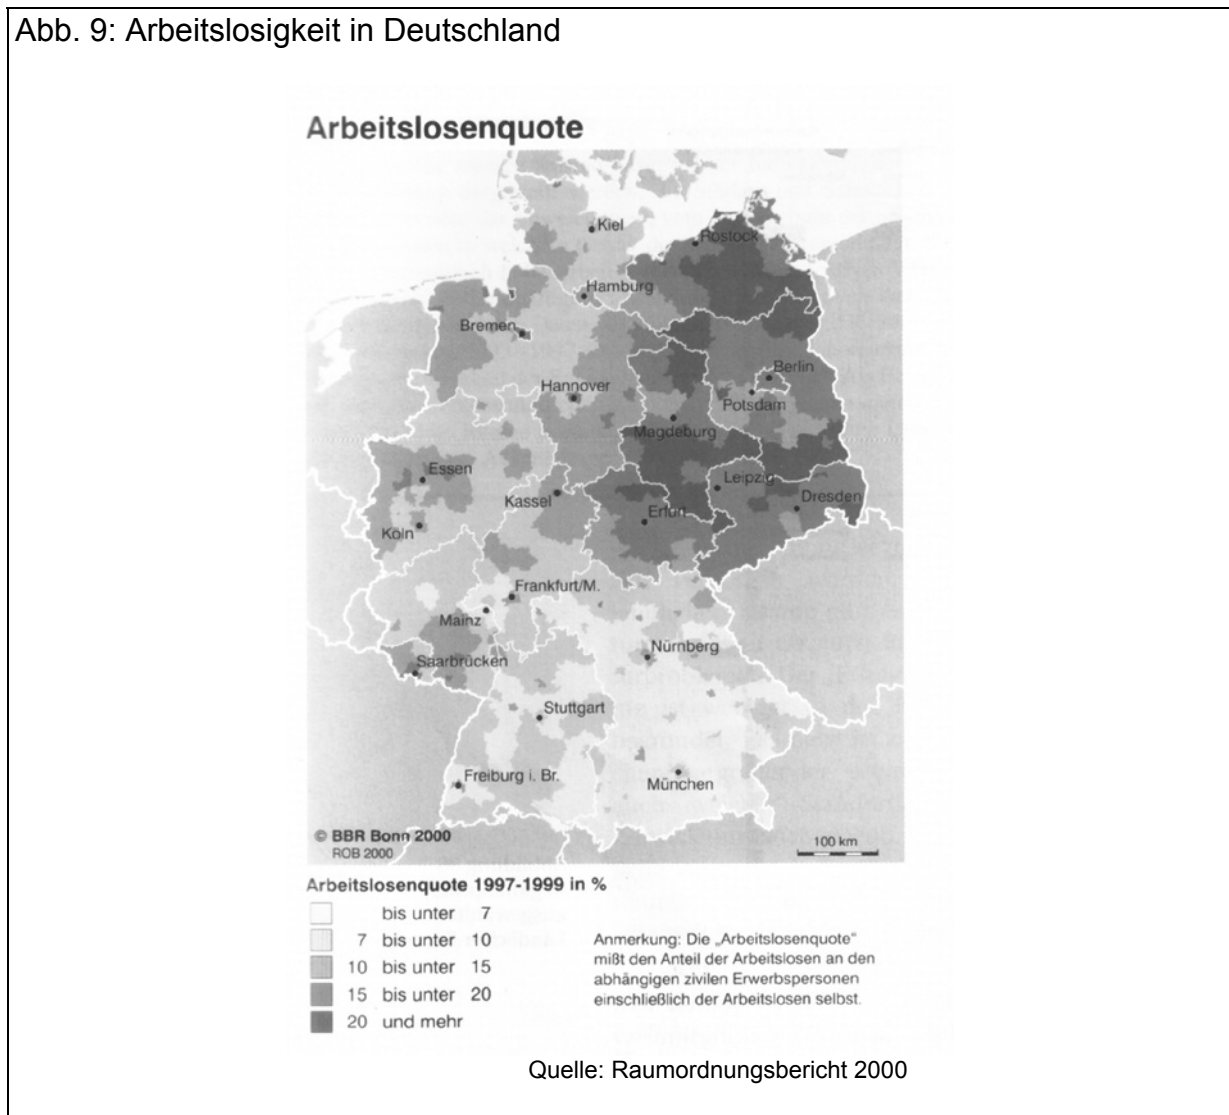 Abb. 9: Arbeitslosigkeit in Deutschland
Arbeitslosenquote
Kiel
Rostock
Hamburg
Bremen
Berlin
Hannover
Potsdam
Magdeburg
Essen
Leipzig
Kassel
Dresden
Erfurt
Köln
Frankfurt/M.
Mainz
Nürnberg
Saarbrücken
Stuttgart
Freiburg i. Br.
München
© BBR Bonn 2000
ROB 2000
100 km
Arbeitslosenquote 1997-1999 in %
bis unter 7
7 bis unter 10
10 bis unter 15
15 bis unter 20
20 und mehr
Anmerkung: Die „Arbeitslosenquote“
mißt den Anteil der Arbeitslosen an den
abhängigen zivilen Erwerbspersonen
einschließlich der Arbeitslosen selbst.
Quelle: Raumordnungsbericht 2000